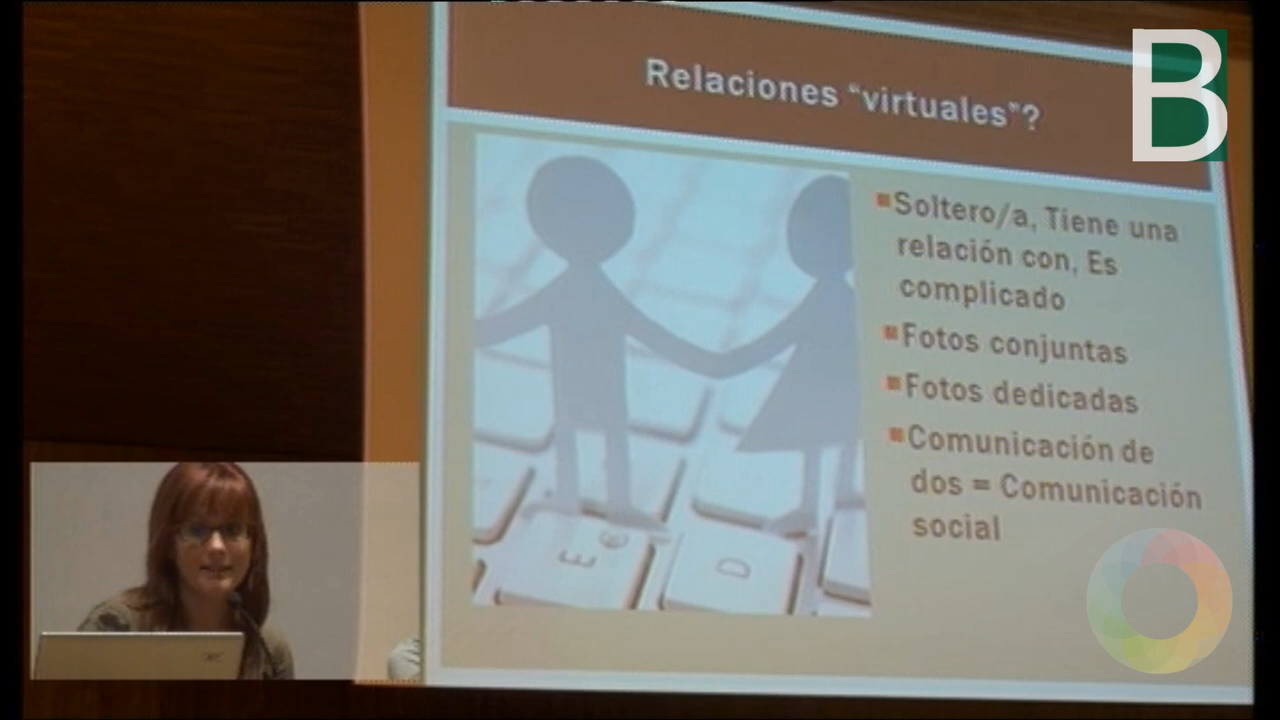 B
Relaciones "virtuales"?
Soltero/a, Tiene una
relación con, Es
complicado
Fotos conjuntas
Fotos dedicadas
Comunicación de
dos = Comunicación
social
E €
D